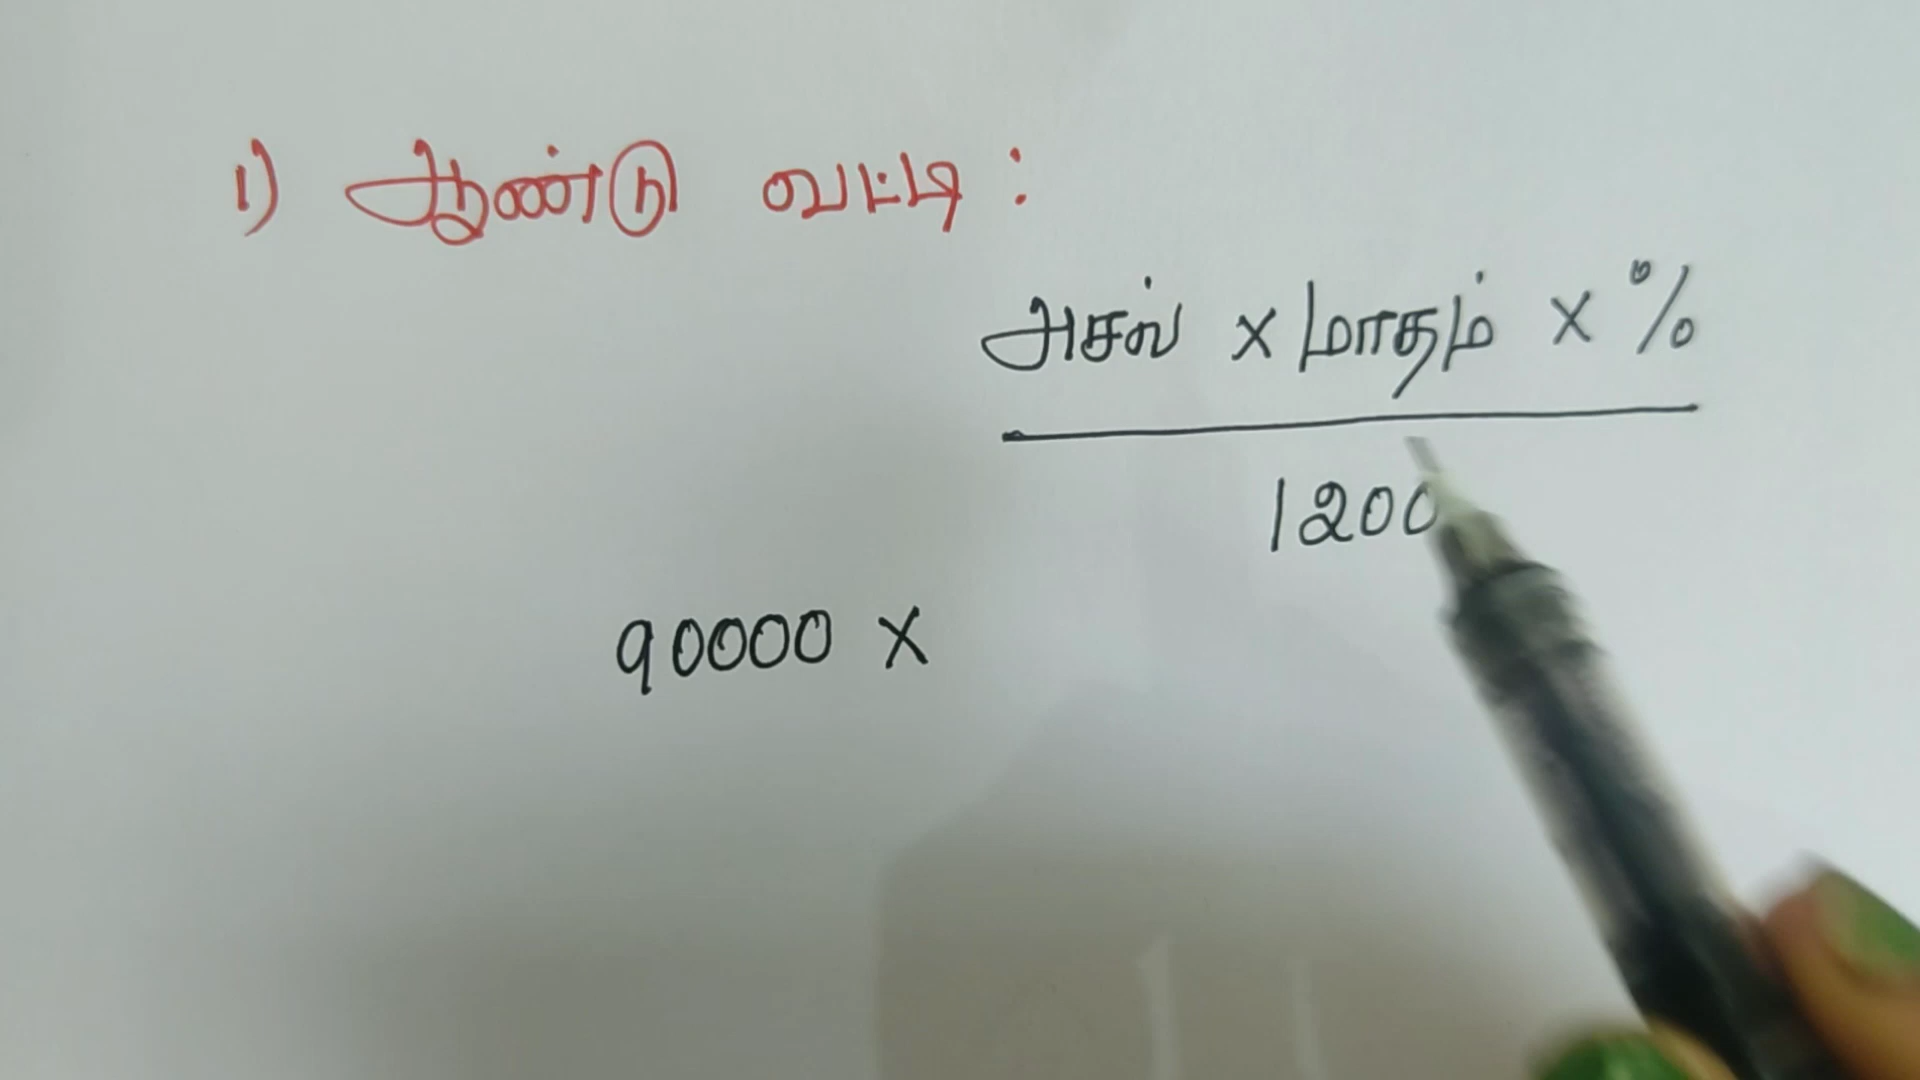 1) ஆண்டு வட்டி :
அசல் x மாதம் x %
1200
90000 x